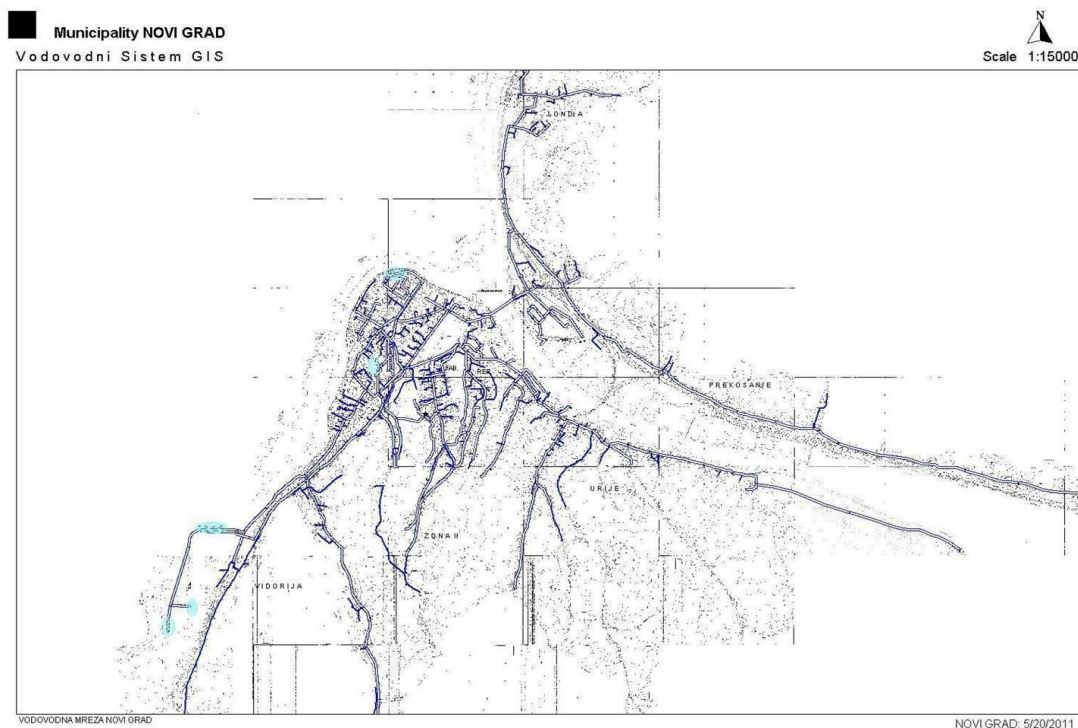 Municipality NOVI GRAD
Vodovodni Sistem GIS
N
Scale 1:15000
PREKOSANJE
URIJE
ZONA II
VIDORIJA
VODOVODNA MREZA NOVI GRAD
NOVI GRAD: 5/20/2011